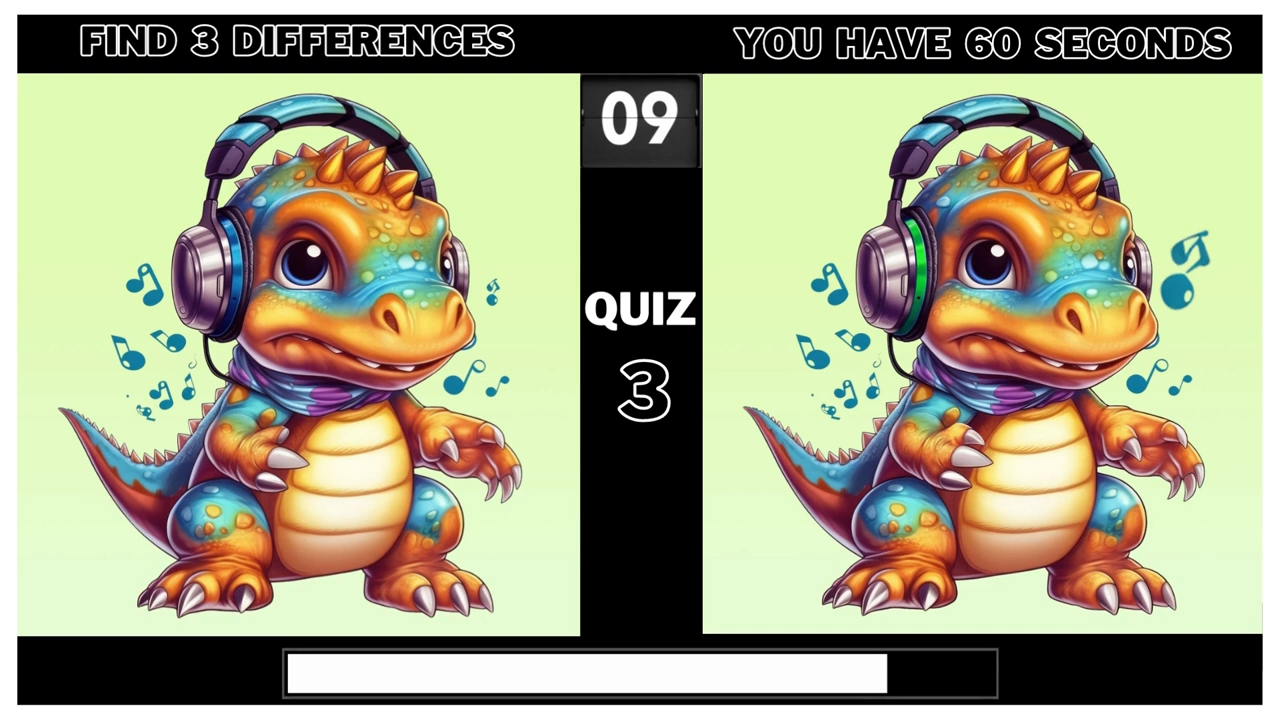 FIND 3 DIFFERENCES
YOU HAVE 60 SECONDS
09
QUIZ
3